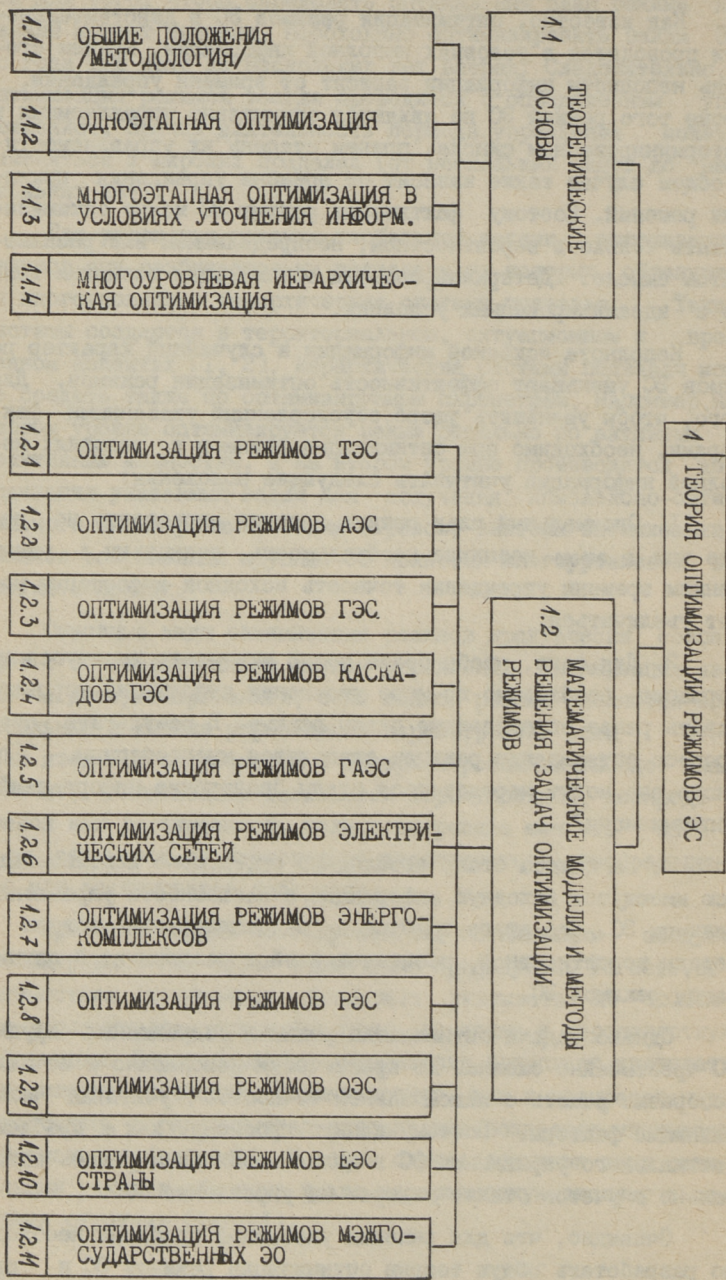 1
ТЕОРИЯ ОПТИМИЗАЦИИ РЕЖИМОВ ЭС
1.1
ТЕОРЕТИЧЕСКИЕ
ОСНОВЫ
1.1.1
ОБЩИЕ ПОЛОЖЕНИЯ
/МЕТОДОЛОГИЯ/
1.1.2
ОДНОЭТАПНАЯ ОПТИМИЗАЦИЯ
1.1.3
МНОГОЭТАПНАЯ ОПТИМИЗАЦИЯ В
УСЛОВИЯХ УТОЧНЕНИЯ ИНФОРМ.
1.1.4
МНОГОУРОВНЕВАЯ ИЕРАРХИЧЕС-
КАЯ ОПТИМИЗАЦИЯ
1.2
МАТЕМАТИЧЕСКИЕ МОДЕЛИ И МЕТОДЫ
РЕШЕНИЯ ЗАДАЧ ОПТИМИЗАЦИИ
РЕЖИМОВ
1.2.1
ОПТИМИЗАЦИЯ РЕЖИМОВ ТЭС
1.2.2
ОПТИМИЗАЦИЯ РЕЖИМОВ АЭС
1.2.3
ОПТИМИЗАЦИЯ РЕЖИМОВ ГЭС
1.2.4
ОПТИМИЗАЦИЯ РЕЖИМОВ КАСКА-
ДОВ ГЭС
1.2.5
ОПТИМИЗАЦИЯ РЕЖИМОВ ГАЭС
1.2.6
ОПТИМИЗАЦИЯ РЕЖИМОВ ЭЛЕКТРИ-
ЧЕСКИХ СЕТЕЙ
1.2.7
ОПТИМИЗАЦИЯ РЕЖИМОВ ЭНЕРГО-
КОМПЛЕКСОВ
1.2.8
ОПТИМИЗАЦИЯ РЕЖИМОВ РЭС
1.2.9
ОПТИМИЗАЦИЯ РЕЖИМОВ ОЭС
1.2.10
ОПТИМИЗАЦИЯ РЕЖИМОВ ЕЭС
СТРАНЫ
1.2.11
ОПТИМИЗАЦИЯ РЕЖИМОВ МЭЖГО-
СУДАРСТВЕННЫХ ЭО